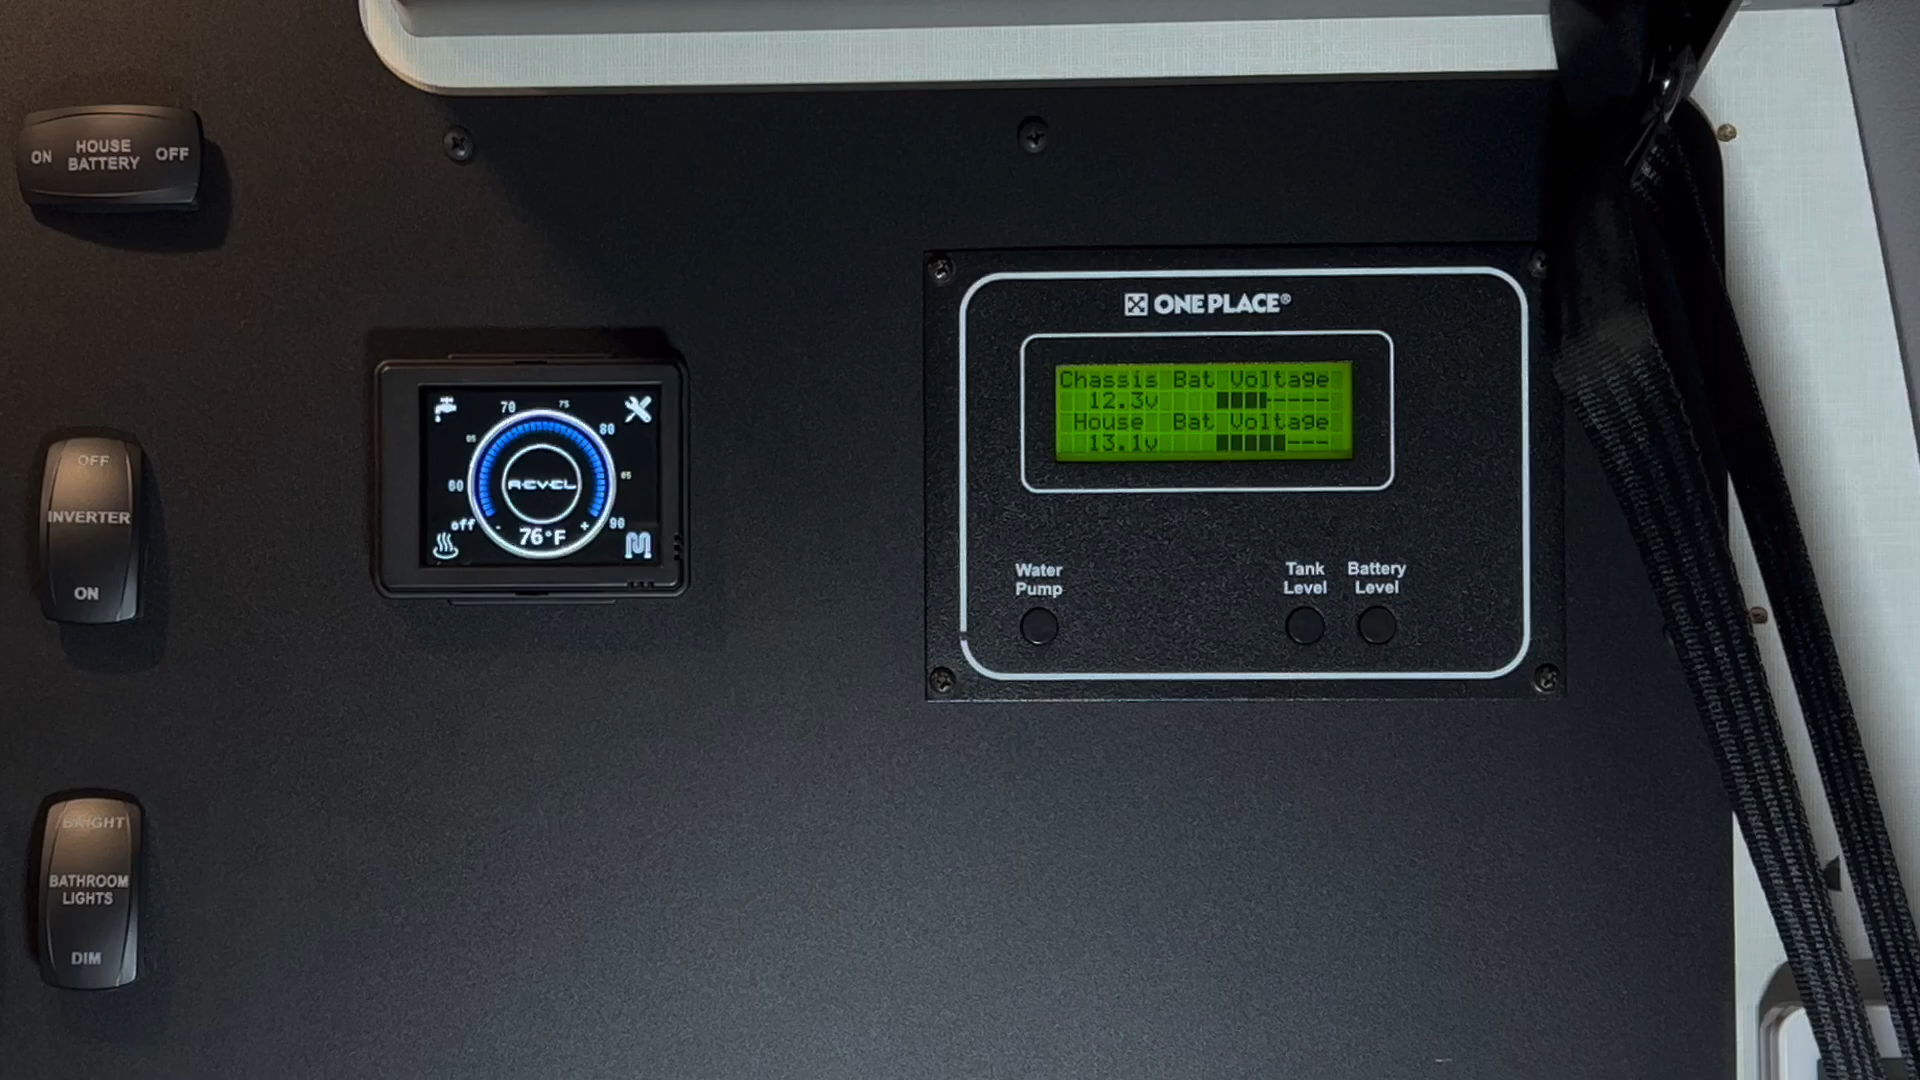 ON HOUSE BATTERY OFF
OFF
INVERTER
ON
BRIGHT
BATHROOM
LIGHTS
DIM
70
75
65
80
60
85
off
90
REVEL
- +
76°F
ONE PLACE®
Chassis Bat Voltage
12.3v
House Bat Voltage
13.1v
Water
Pump
Tank
Level
Battery
Level